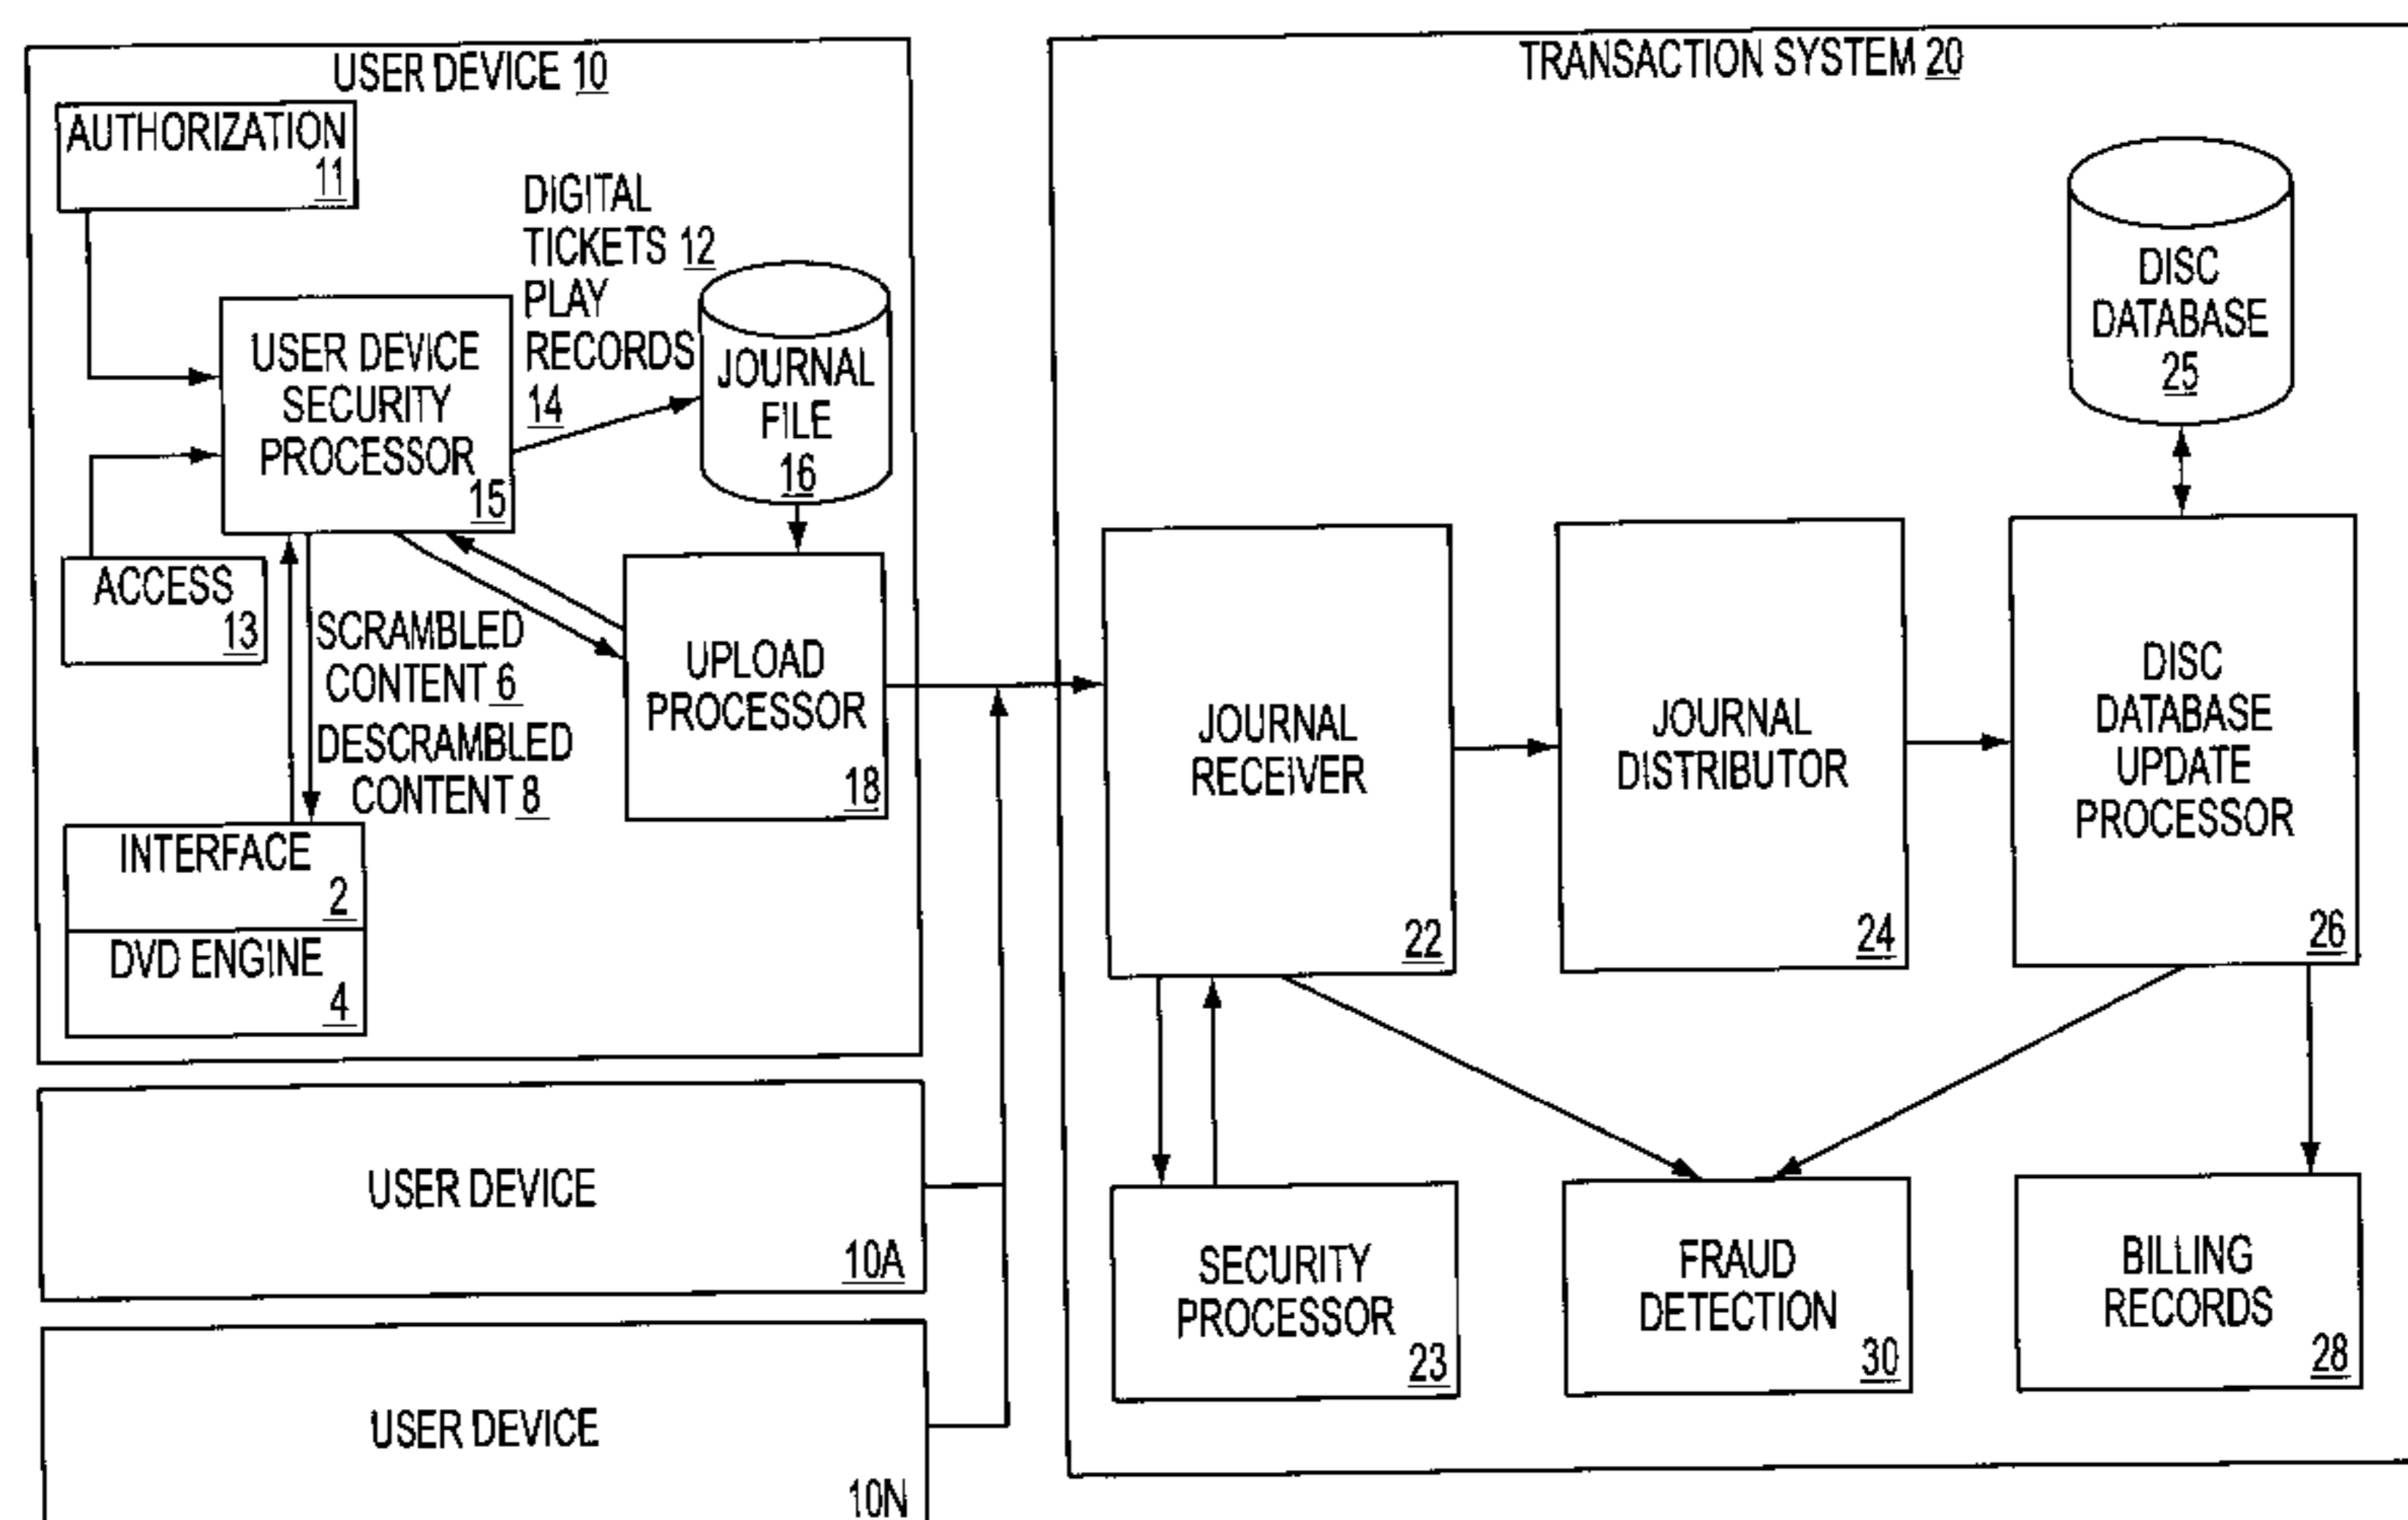 USER DEVICE 10
AUTHORIZATION
11
DIGITAL
TICKETS 12
PLAY
RECORDS
14
USER DEVICE
SECURITY
PROCESSOR
15
JOURNAL
FILE
16
ACCESS
13
SCRAMBLED
CONTENT 6
DESCRAMBLED
CONTENT 8
UPLOAD
PROCESSOR
18
INTERFACE
2
DVD ENGINE
4
USER DEVICE
10A
USER DEVICE
10N
TRANSACTION SYSTEM 20
DISC
DATABASE
25
JOURNAL
RECEIVER
22
JOURNAL
DISTRIBUTOR
24
DISC
DATABASE
UPDATE
PROCESSOR
26
SECURITY
PROCESSOR
23
FRAUD
DETECTION
30
BILLING
RECORDS
28